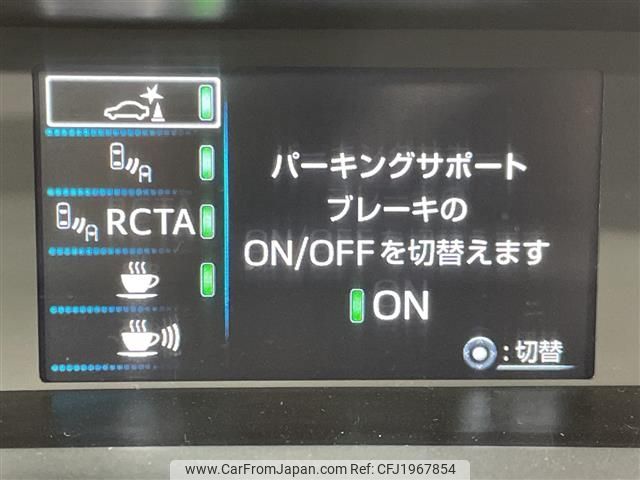 RCTA
パーキングサポート
ブレーキの
ON/OFFを切替えます
ON
:切替
www.CarFromJapan.com CFJ1967854